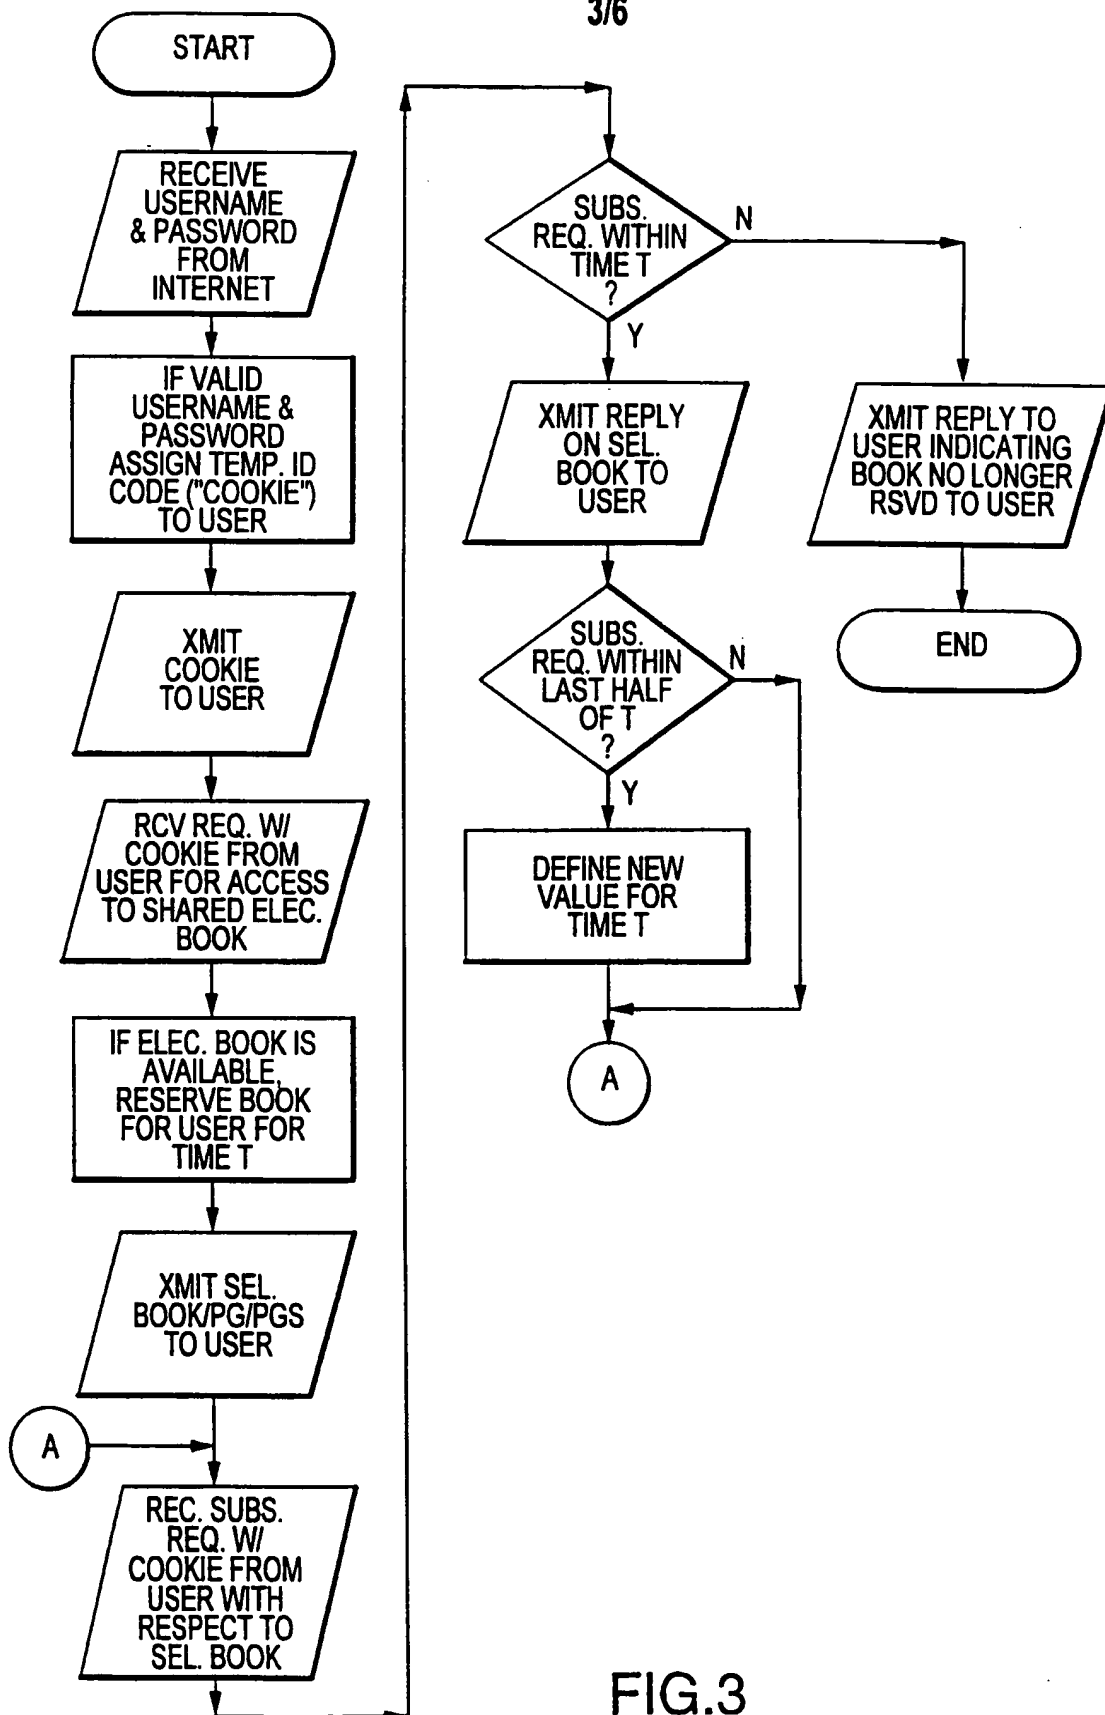 3/6
START
RECEIVE
USERNAME
& PASSWORD
FROM
INTERNET
IF VALID
USERNAME &
PASSWORD
ASSIGN TEMP. ID
CODE ("COOKIE")
TO USER
XMIT
COOKIE
TO USER
RCV REQ. W/
COOKIE FROM
USER FOR ACCESS
TO SHARED ELEC.
BOOK
IF ELEC. BOOK IS
AVAILABLE,
RESERVE BOOK
FOR USER FOR
TIME T
XMIT SEL.
BOOK/PG/PGS
TO USER
A
REC. SUBS.
REQ. W/
COOKIE FROM
USER WITH
RESPECT TO
SEL. BOOK
SUBS.
REQ. WITHIN
TIME T
?
N
Y
XMIT REPLY
ON SEL.
BOOK TO
USER
XMIT REPLY TO
USER INDICATING
BOOK NO LONGER
RSVD TO USER
END
SUBS.
REQ. WITHIN
LAST HALF
OF T
?
N
Y
DEFINE NEW
VALUE FOR
TIME T
A
FIG.3